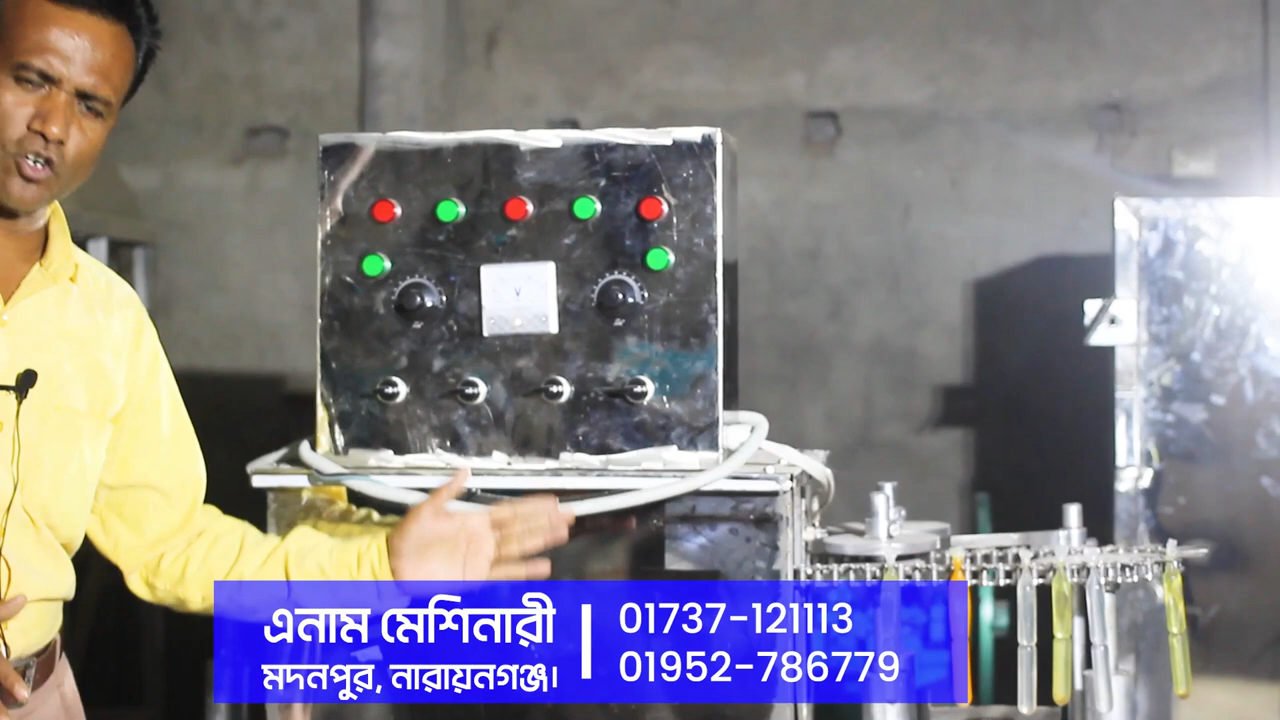 V
এনাম মেশিনারী
মদনপুর, নারায়নগঞ্জ।
01737-121113
01952-786779